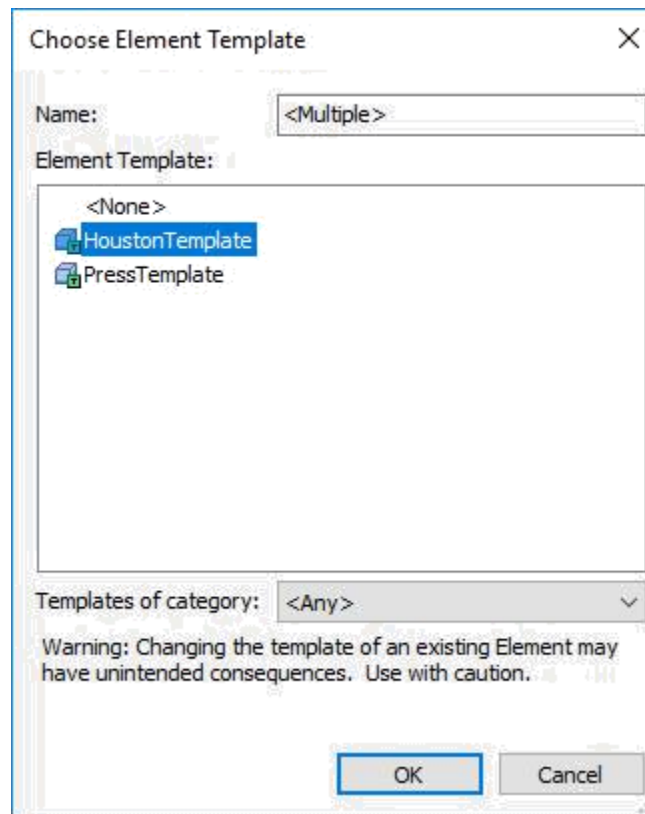 Choose Element Template
Name: <Multiple>
Element Template:
<None>
HoustonTemplate
PressTemplate
Templates of category: <Any>
Warning: Changing the template of an existing Element may
have unintended consequences. Use with caution.
OK Cancel